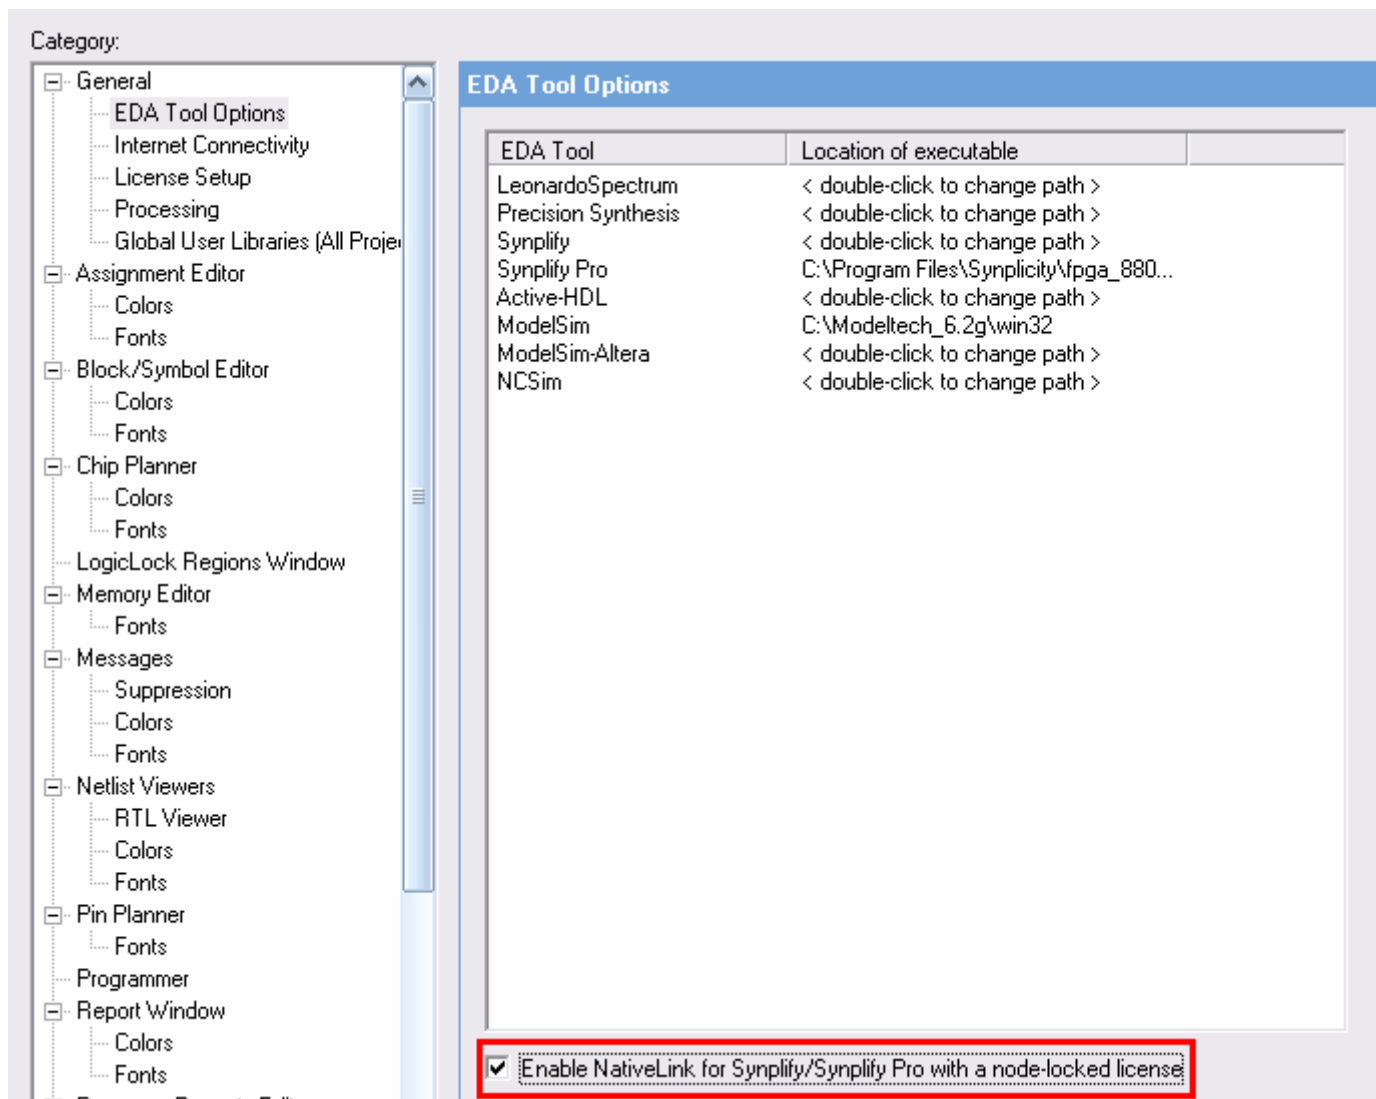 Category:
General
EDA Tool Options
Internet Connectivity
License Setup
Processing
Global User Libraries (All Proje
Assignment Editor
Colors
Fonts
Block/Symbol Editor
Colors
Fonts
Chip Planner
Colors
Fonts
LogicLock Regions Window
Memory Editor
Fonts
Messages
Suppression
Colors
Fonts
Netlist Viewers
RTL Viewer
Colors
Fonts
Pin Planner
Fonts
Programmer
Report Window
Colors
Fonts
EDA Tool Options
EDA Tool Location of executable
LeonardoSpectrum < double-click to change path >
Precision Synthesis < double-click to change path >
Synplify < double-click to change path >
Synplify Pro C:\Program Files\Synplicity\fpga_880...
Active-HDL < double-click to change path >
ModelSim C:\Modeltech_6.2g\win32
ModelSim-Altera < double-click to change path >
NCSim < double-click to change path >
Enable NativeLink for Synplify/Synplify Pro with a node-locked license